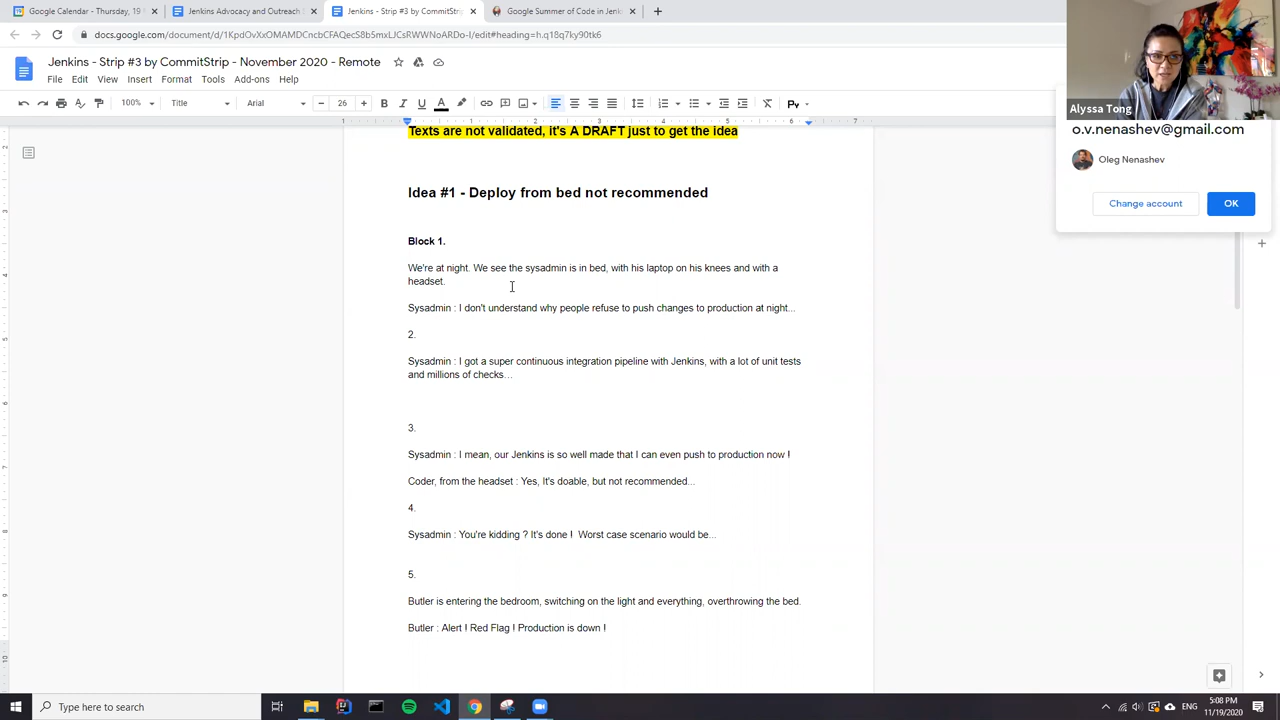 Google Calendar - Thursday, 19 N
Jenkins Advocacy and Outreach S
Jenkins - Strip #3 by CommitStrip
Google Summer of Code in Jenkin
docs.google.com/document/d/1KpdOvXxOMAMDCncbCFAQecS8b5mxLJCsRWWNoARDo-I/edit#heading=h.q18q7ky90tk6
Jenkins - Strip #3 by CommitStrip - November 2020 - Remote
File Edit View Insert Format Tools Add-ons Help
100% Title Arial 26 B I U A
Alyssa Tong
o.v.nenashev@gmail.com
Oleg Nenashev
Change account OK
Texts are not validated, it's A DRAFT just to get the idea
Idea #1 - Deploy from bed not recommended
Block 1.
We're at night. We see the sysadmin is in bed, with his laptop on his knees and with a
headset.
Sysadmin : I don't understand why people refuse to push changes to production at night...
2.
Sysadmin : I got a super continuous integration pipeline with Jenkins, with a lot of unit tests
and millions of checks...
3.
Sysadmin : I mean, our Jenkins is so well made that I can even push to production now !
Coder, from the headset : Yes, It's doable, but not recommended...
4.
Sysadmin : You're kidding ? It's done ! Worst case scenario would be...
5.
Butler is entering the bedroom, switching on the light and everything, overthrowing the bed.
Butler : Alert ! Red Flag ! Production is down !
Type here to search
ENG
5:08 PM
11/19/2020